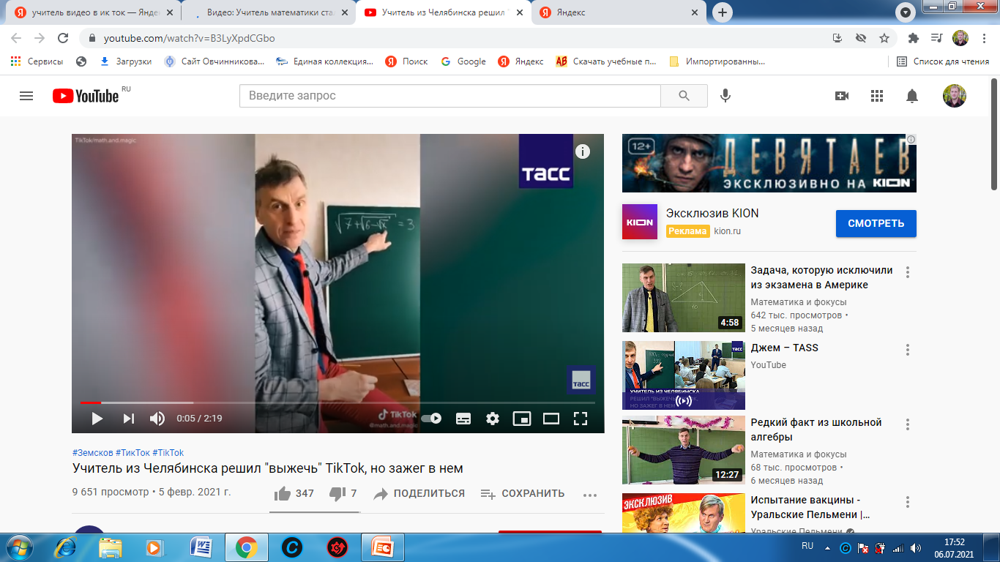 учитель видео в ик ток — Янде
Видео: Учитель математики ста
Учитель из Челябинска решил "
Яндекс
youtube.com/watch?v=B3LyXpdCGbo
Сервисы
Загрузки
Сайт Овчинникова...
Единая коллекция...
Поиск
Google
Яндекс
Скачать учебные п...
Импортированны...
Список для чтения
YouTube RU
Введите запрос
TikTok/math.and.magic
ТАСС
√7+√6-√x = 3
ТАСС
TikTok
@math.and.magic
0:05 / 2:19
#Земсков #ТикТок #TikTok
Учитель из Челябинска решил "выжечь" TikTok, но зажег в нем
9 651 просмотр • 5 февр. 2021 г.
347
7
ПОДЕЛИТЬСЯ
СОХРАНИТЬ
12+
ДЕВЯТАЕВ
ЭКСКЛЮЗИВНО НА KION
KION
Эксклюзив KION
Реклама kion.ru
СМОТРЕТЬ
4:58
Задача, которую исключили
из экзамена в Америке
Математика и фокусы
642 тыс. просмотров •
5 месяцев назад
УЧИТЕЛЬ ИЗ ЧЕЛЯБИНСКА
РЕШИЛ "ВЫЖЕЧЬ"
НО ЗАЖЕГ В НЕМ
Джем – TASS
YouTube
12:27
Редкий факт из школьной
алгебры
Математика и фокусы
68 тыс. просмотров •
6 месяцев назад
ЭКСКЛЮЗИВ
Испытание вакцины -
Уральские Пельмени |...
Уральские Пельмени
RU
17:52
06.07.2021